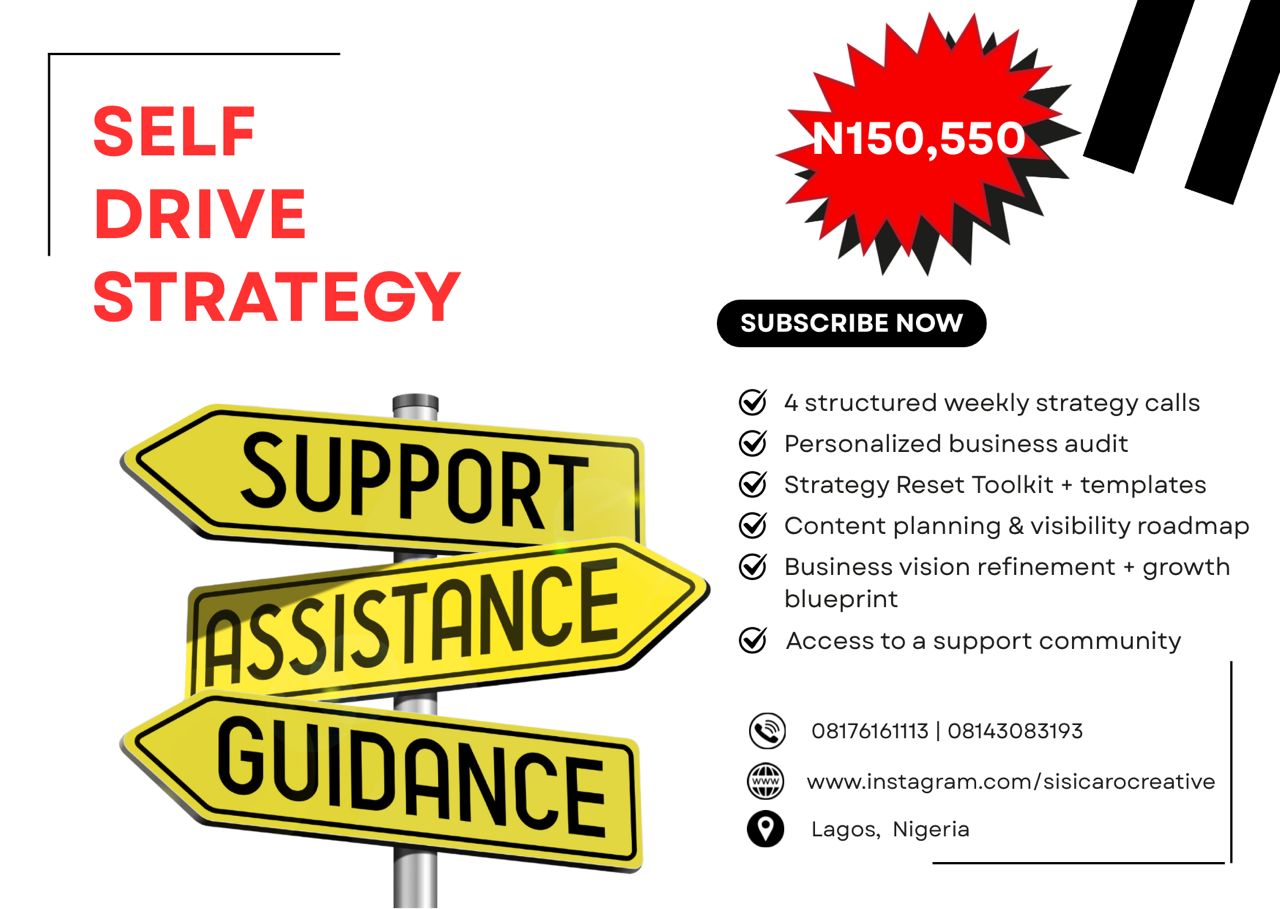 SELF
DRIVE
STRATEGY
N150,550
SUBSCRIBE NOW
4 structured weekly strategy calls
Personalized business audit
Strategy Reset Toolkit + templates
Content planning & visibility roadmap
Business vision refinement + growth
blueprint
Access to a support community
SUPPORT
ASSISTANCE
GUIDANCE
08176161113 | 08143083193
www
www.instagram.com/sisicarocreative
Lagos, Nigeria